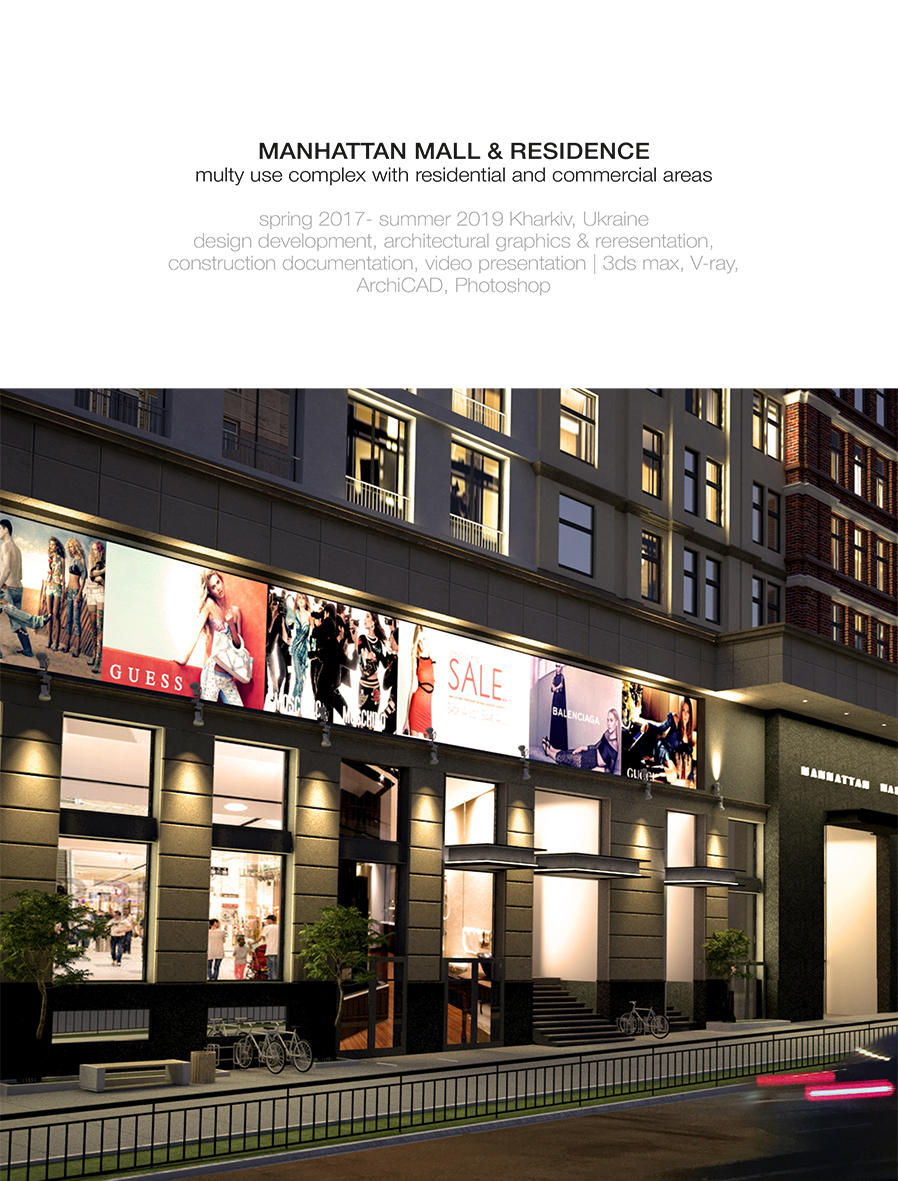 MANHATTAN MALL & RESIDENCE
multy use complex with residential and commercial areas
spring 2017- summer 2019 Kharkiv, Ukraine
design development, architectural graphics & reresentation,
construction documentation, video presentation | 3ds max, V-ray,
ArchiCAD, Photoshop
GUESS
MOSCHINO
SALE
BALENCIAGA
GUCCI
MANHATTAN